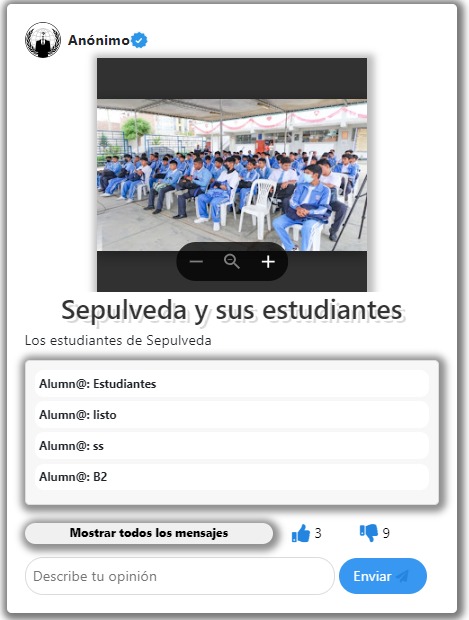 Anónimo
Sepulveda y sus estudiantes
Los estudiantes de Sepulveda
Alumn@: Estudiantes
Alumn@: listo
Alumn@: ss
Alumn@: B2
Mostrar todos los mensajes
3
9
Describe tu opinión
Enviar